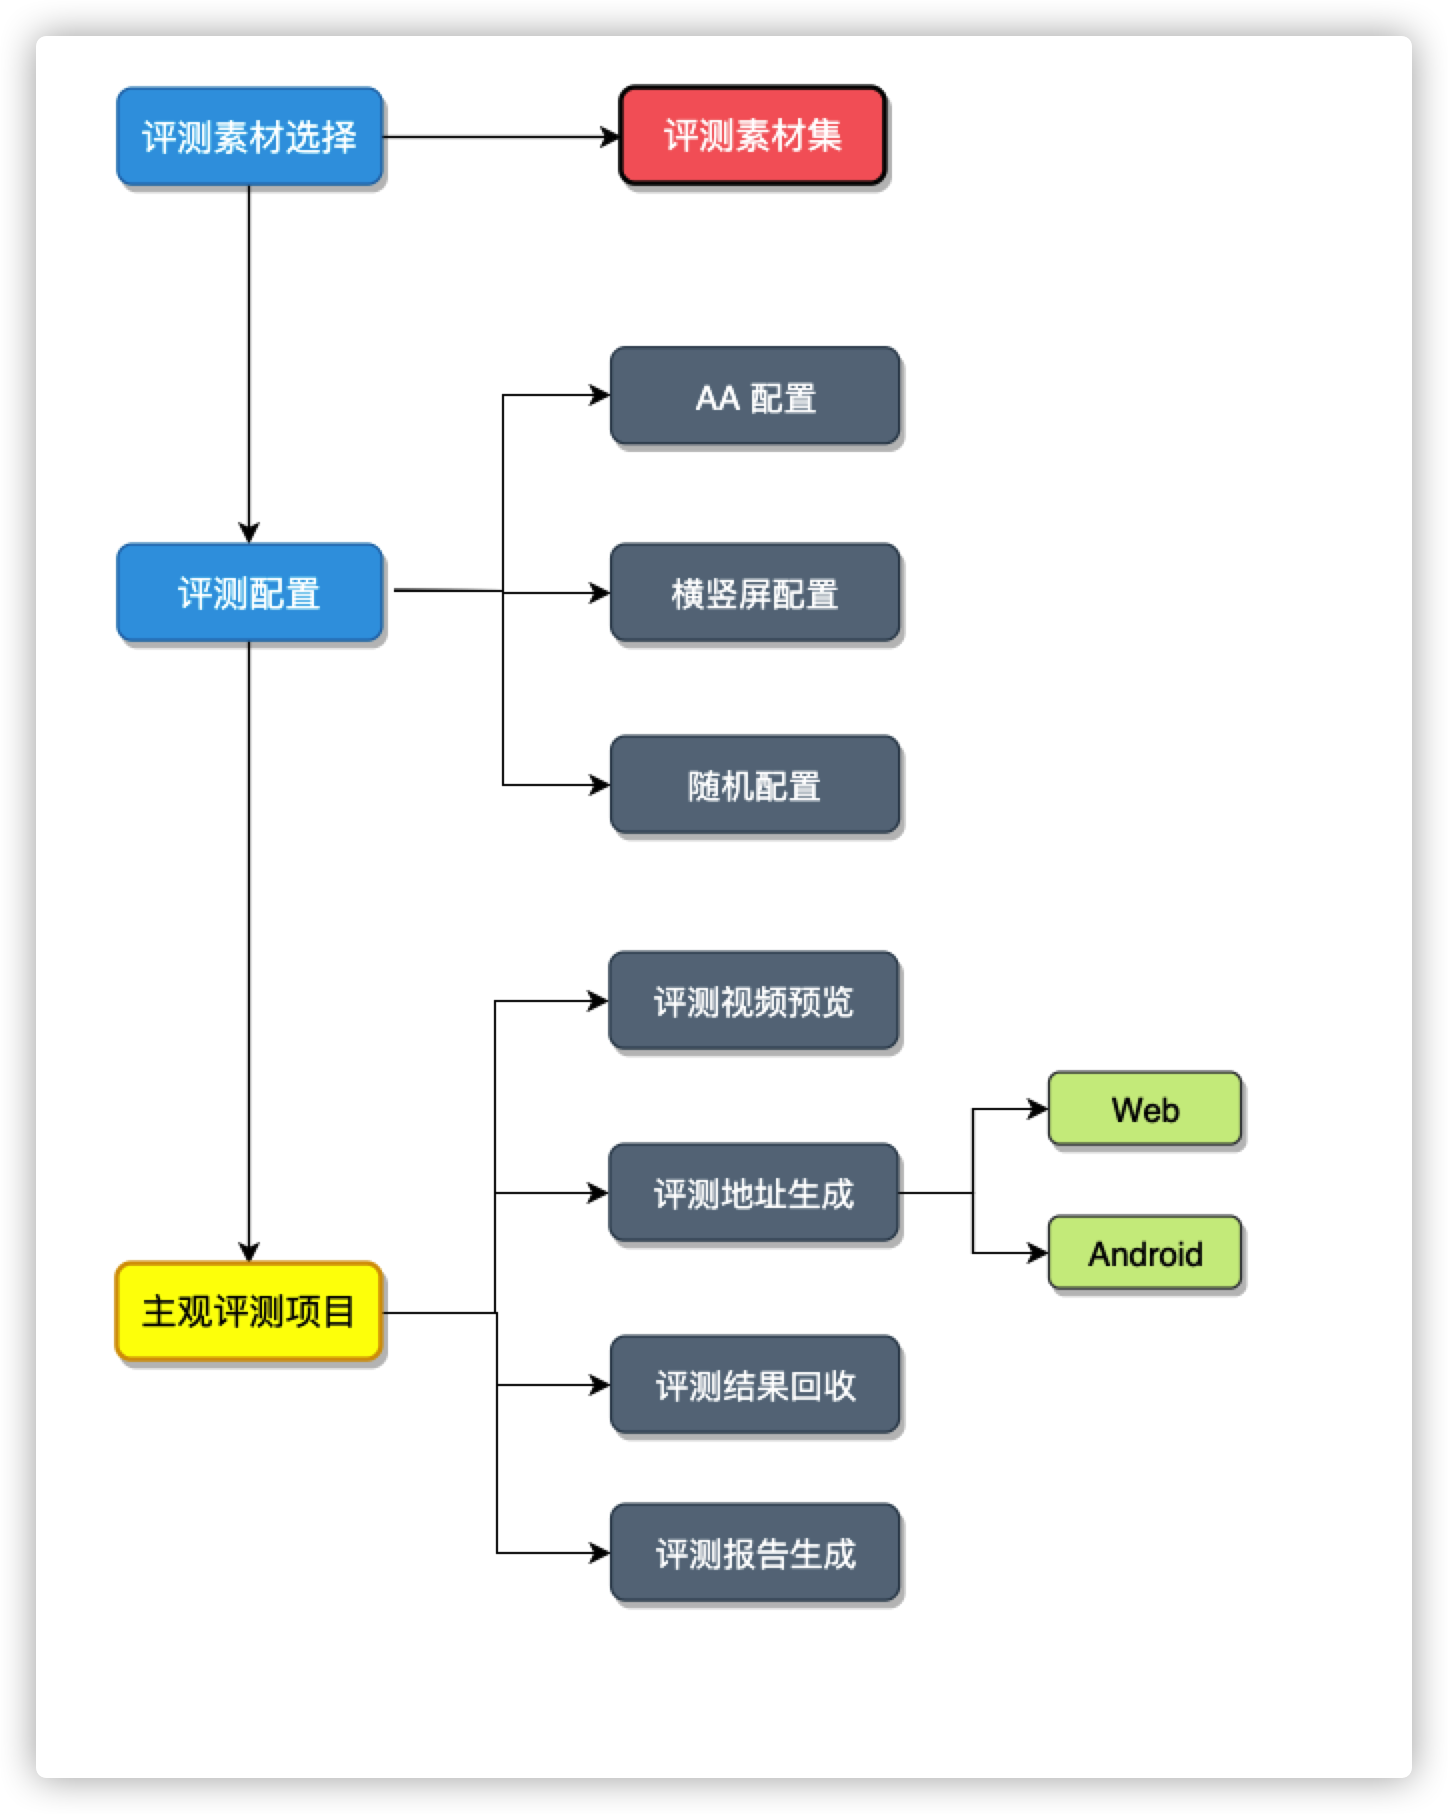 评测素材选择
评测素材集
AA 配置
评测配置
横竖屏配置
随机配置
评测视频预览
Web
评测地址生成
Android
主观评测项目
评测结果回收
评测报告生成